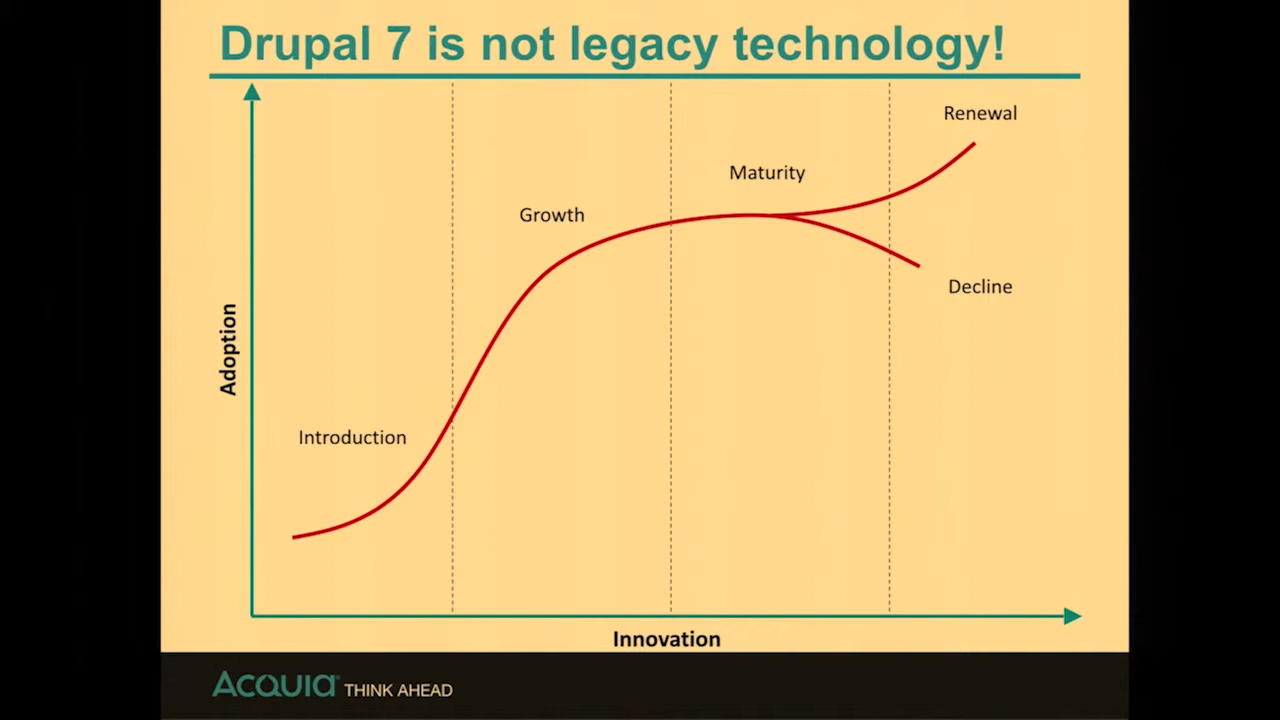 Drupal 7 is not legacy technology!
Renewal
Maturity
Growth
Decline
Adoption
Introduction
Innovation
ACQUIA THINK AHEAD